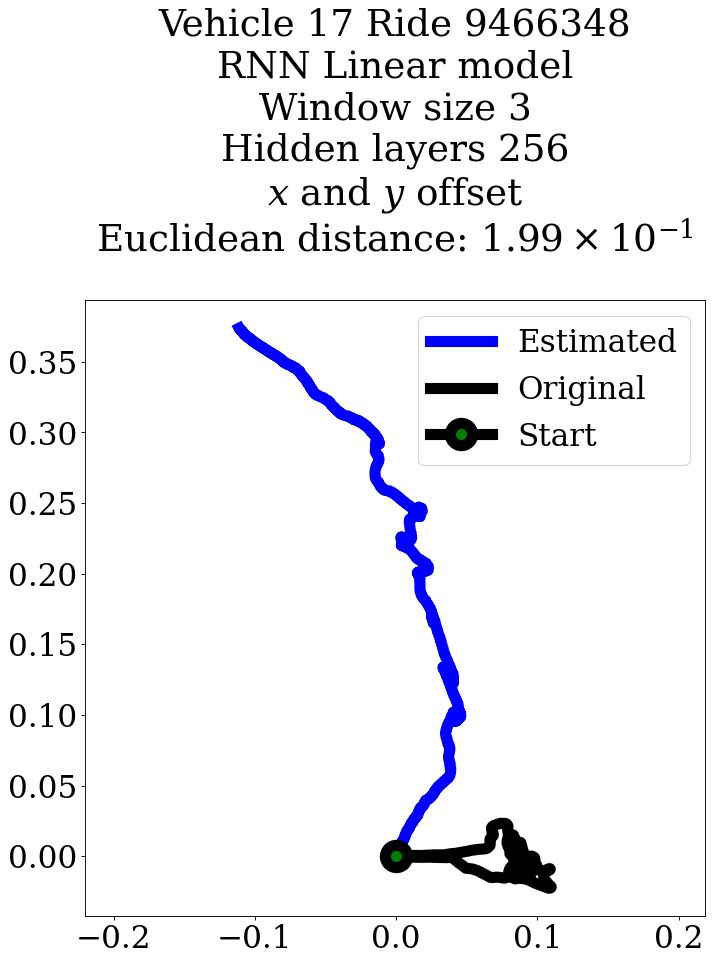 Vehicle 17 Ride 9466348
RNN Linear model
Window size 3
Hidden layers 256
x and y offset
Euclidean distance: 1.99 × 10⁻¹
Estimated
Original
Start
0.35
0.30
0.25
0.20
0.15
0.10
0.05
0.00
−0.2 −0.1 0.0 0.1 0.2